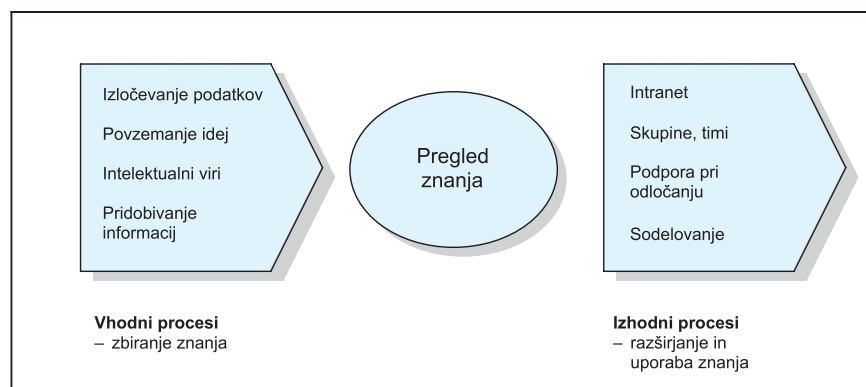 Izločevanje podatkov
Povzemanje idej
Intelektualni viri
Pridobivanje
informacij
Vhodni procesi
– zbiranje znanja
Pregled
znanja
Intranet
Skupine, timi
Podpora pri
odločanju
Sodelovanje
Izhodni procesi
– razširjanje in
uporaba znanja